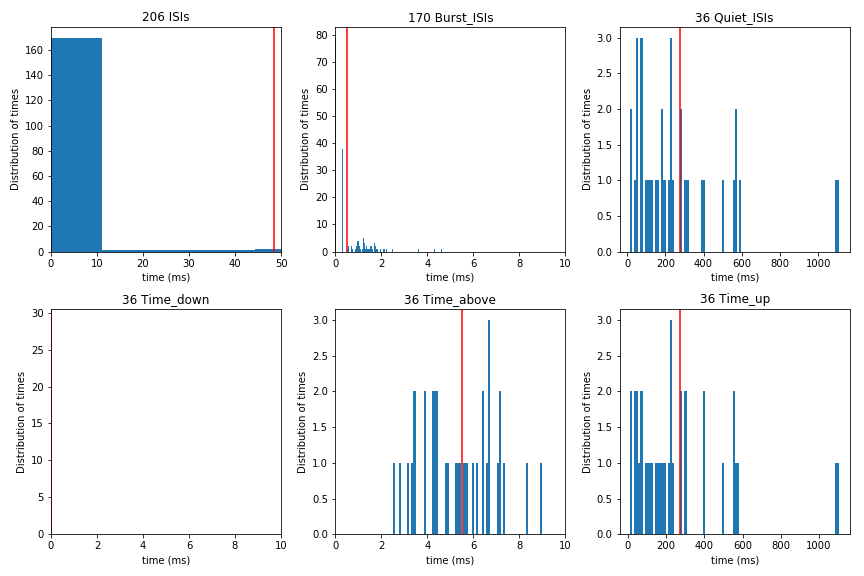 206 ISIs
160
140
120
100
80
60
40
20
0
Distribution of times
0 10 20 30 40 50
time (ms)
170 Burst_ISIs
80
70
60
50
40
30
20
10
0
Distribution of times
0 2 4 6 8 10
time (ms)
36 Quiet_ISIs
3.0
2.5
2.0
1.5
1.0
0.5
0.0
Distribution of times
0 200 400 600 800 1000
time (ms)
36 Time_down
30
25
20
15
10
5
0
Distribution of times
0 2 4 6 8 10
time (ms)
36 Time_above
3.0
2.5
2.0
1.5
1.0
0.5
0.0
Distribution of times
0 2 4 6 8 10
time (ms)
36 Time_up
3.0
2.5
2.0
1.5
1.0
0.5
0.0
Distribution of times
0 200 400 600 800 1000
time (ms)